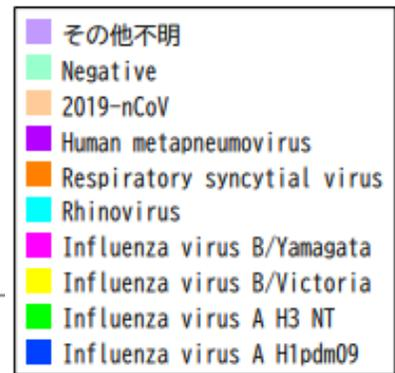 その他不明
Negative
2019-nCoV
Human metapneumovirus
Respiratory syncytial virus
Rhinovirus
Influenza virus B/Yamagata
Influenza virus B/Victoria
Influenza virus A H3 NT
Influenza virus A H1pdm09